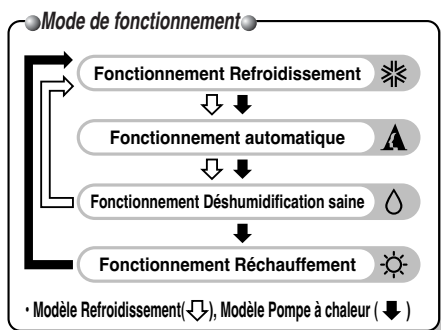 Mode de fonctionnement
Fonctionnement Refroidissement
Fonctionnement automatique
Fonctionnement Déshumidification saine
Fonctionnement Réchauffement
· Modèle Refroidissement(⇩), Modèle Pompe à chaleur (⬇)